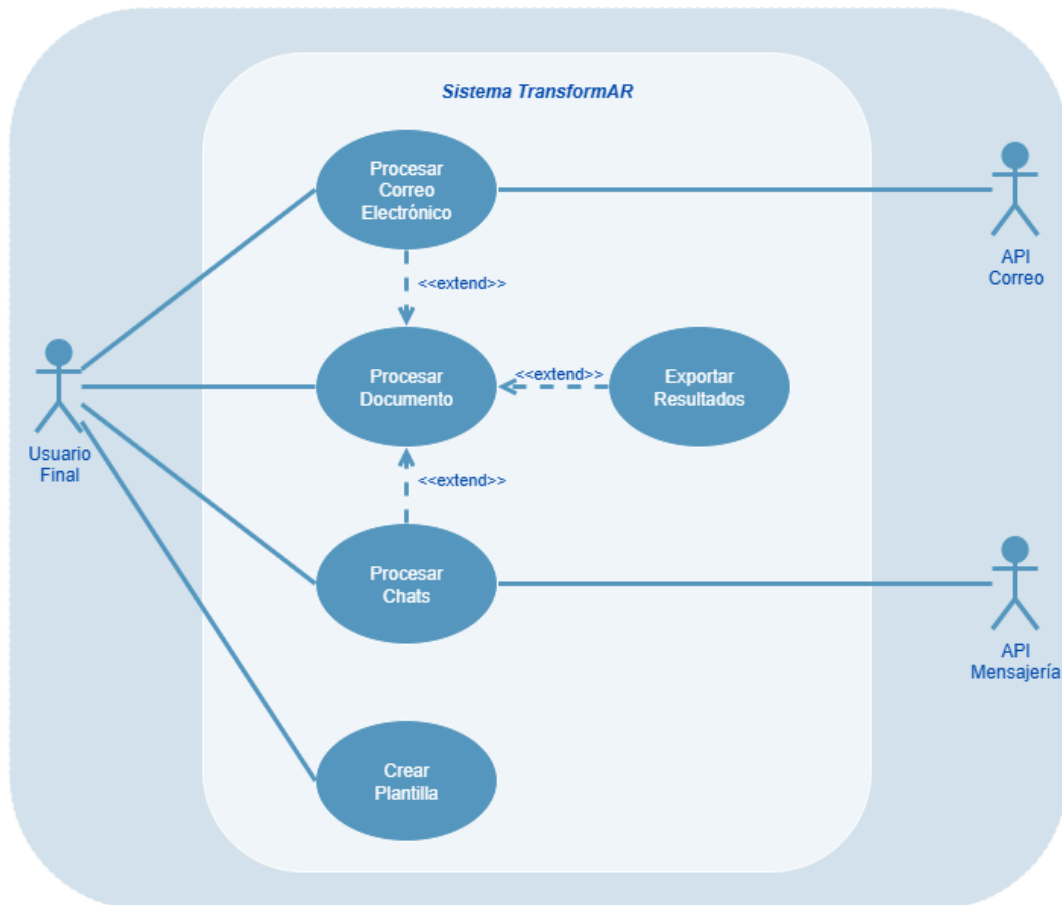 Sistema TransformAR
Procesar
Correo
Electrónico
API
Correo
<<extend>>
Usuario
Final
Procesar
Documento
<<extend>>
Exportar
Resultados
<<extend>>
Procesar
Chats
API
Mensajería
Crear
Plantilla